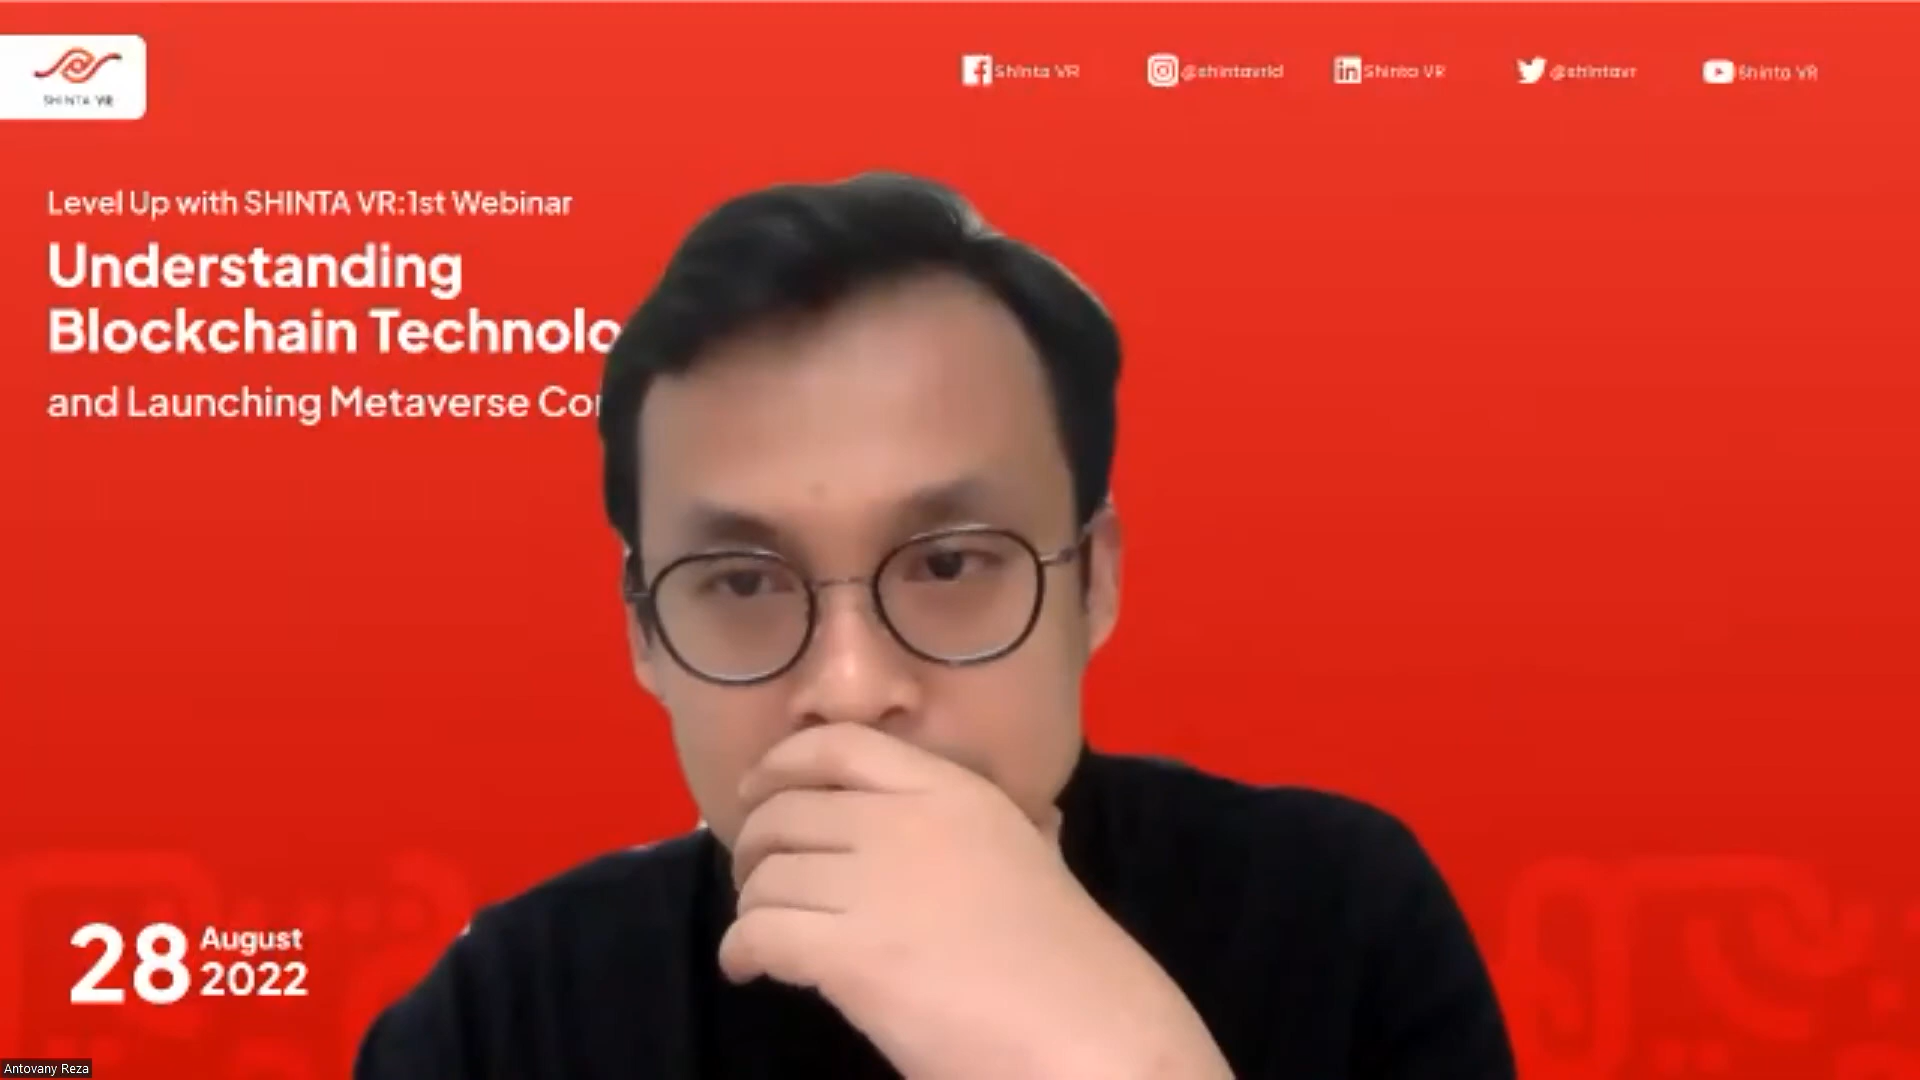 SHINTA VR
Shinta VR
@shintavrid
Shinta VR
@shintavr
Shinta VR
Level Up with SHINTA VR:1st Webinar
Understanding
Blockchain Technolo
and Launching Metaverse Co
28
August
2022
Antovany Reza